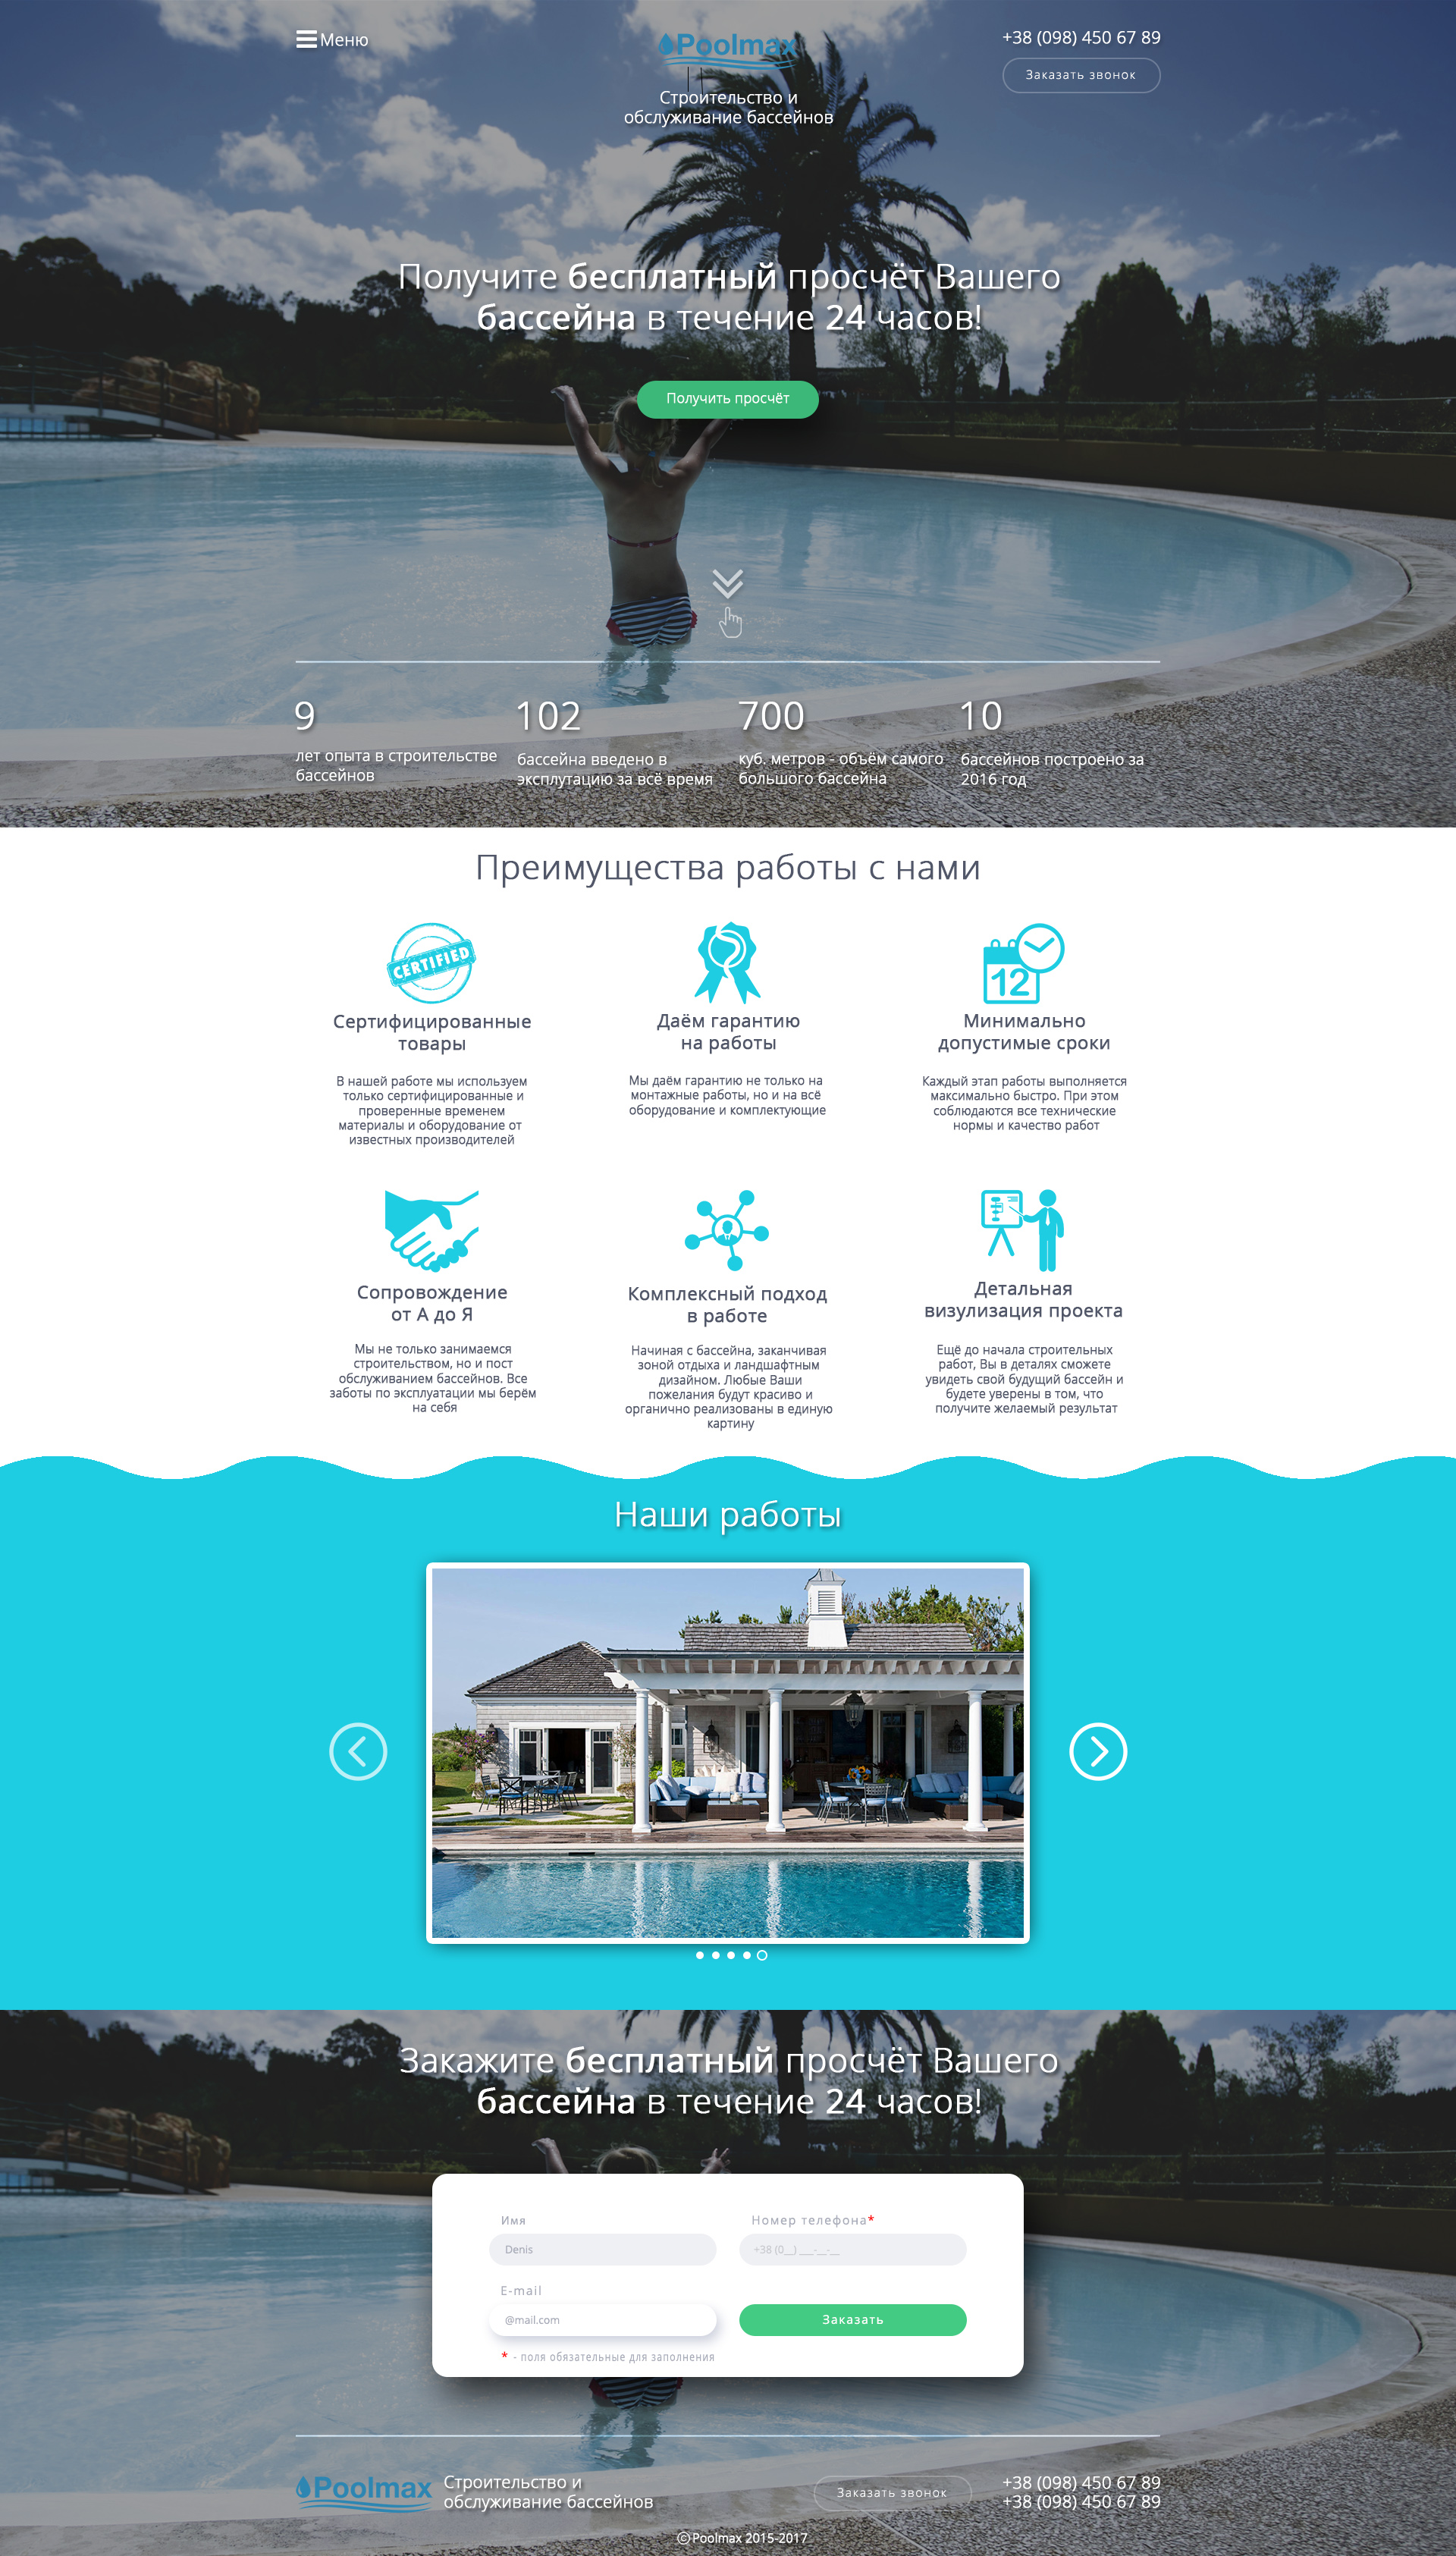 Меню
Poolmax
Строительство и
обслуживание бассейнов
+38 (098) 450 67 89
Заказать звонок
Получите бесплатный просчёт Вашего
бассейна в течение 24 часов!
Получить просчёт
9
лет опыта в строительстве
бассейнов
102
бассейна введено в
эксплутацию за всё время
700
куб. метров - объём самого
большого бассейна
10
бассейнов построено за
2016 год
Преимущества работы с нами
CERTIFIED
Сертифицированные
товары
В нашей работе мы используем
только сертифицированные и
проверенные временем
материалы и оборудование от
известных производителей
Даём гарантию
на работы
Мы даём гарантию не только на
монтажные работы, но и на всё
оборудование и комплектующие
12
Минимально
допустимые сроки
Каждый этап работы выполняется
максимально быстро. При этом
соблюдаются все технические
нормы и качество работ
Сопровождение
от А до Я
Мы не только занимаемся
строительством, но и пост
обслуживанием бассейнов. Все
заботы по эксплуатации мы берём
на себя
Комплексный подход
в работе
Начиная с бассейна, заканчивая
зоной отдыха и ландшафтным
дизайном. Любые Ваши
пожелания будут красиво и
органично реализованы в единую
картину
Детальная
визулизация проекта
Ещё до начала строительных
работ, Вы в деталях сможете
увидеть свой будущий бассейн и
будете уверены в том, что
получите желаемый результат
Наши работы
Закажите бесплатный просчёт Вашего
бассейна в течение 24 часов!
Имя
Denis
Номер телефона*
+38 (0__) ___-__-__
E-mail
@mail.com
Заказать
* - поля обязательные для заполнения
Poolmax
Строительство и
обслуживание бассейнов
Заказать звонок
+38 (098) 450 67 89
+38 (098) 450 67 89
© Poolmax 2015-2017